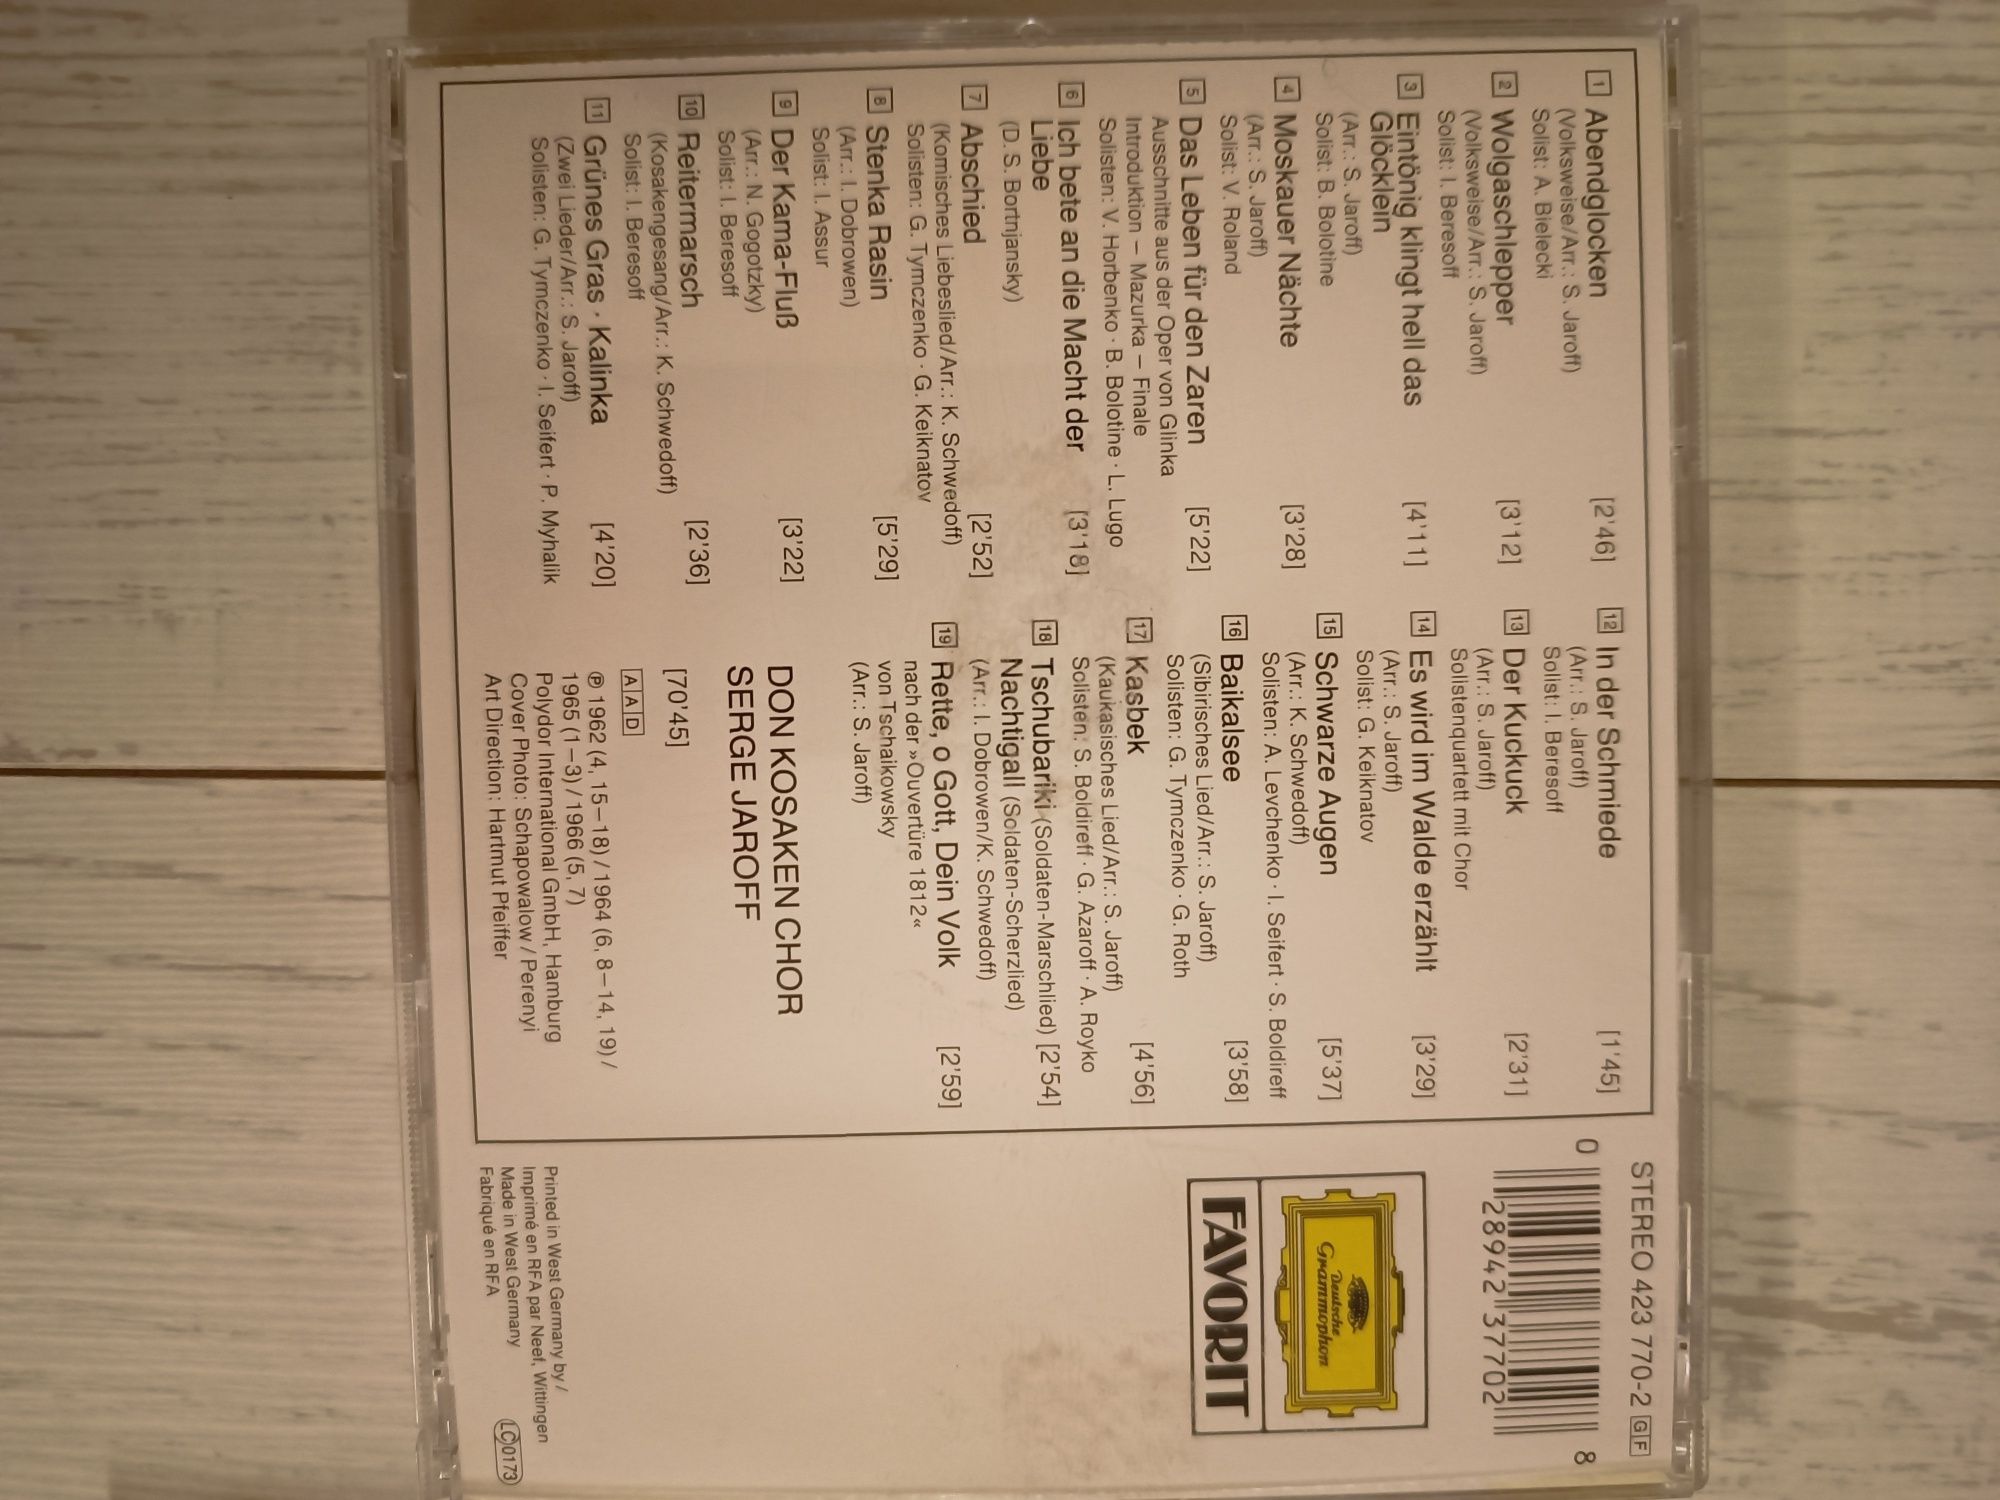 1 Abendglocken [2'46]
(Volksweise/Arr.: S. Jaroff)
Solist: A. Bielecki
2 Wolgaschlepper [3'12]
(Volksweise/Arr.: S. Jaroff)
Solist: I. Beresoff
3 Eintönig klingt hell das
Glöcklein [4'11]
(Arr.: S. Jaroff)
Solist: B. Bolotine
4 Moskauer Nächte [3'28]
(Arr.: S. Jaroff)
Solist: V. Roland
5 Das Leben für den Zaren [5'22]
Ausschnitte aus der Oper von Glinka
Introduktion – Mazurka – Finale
Solisten: V. Horbenko · B. Bolotine · L. Lugo
6 Ich bete an die Macht der [3'18]
Liebe
(D. S. Bortnjansky)
7 Abschied [2'52]
(Komisches Liebeslied/Arr.: K. Schwedoff)
Solisten: G. Tymczenko · G. Keiknatov
8 Stenka Rasin [5'29]
(Arr.: I. Dobrowen)
Solist: I. Assur
9 Der Kama-Fluß [3'22]
(Arr.: N. Gogotzky)
Solist: I. Beresoff
10 Reitermarsch [2'36]
(Kosakengesang/Arr.: K. Schwedoff)
Solist: I. Beresoff
11 Grünes Gras · Kalinka [4'20]
(Zwei Lieder/Arr.: S. Jaroff)
Solisten: G. Tymczenko · I. Seifert · P. Myhalik
12 In der Schmiede [1'45]
(Arr.: S. Jaroff)
Solist: I. Beresoff
13 Der Kuckuck [2'31]
(Arr.: S. Jaroff)
Solistenquartett mit Chor
14 Es wird im Walde erzählt [3'29]
(Arr.: S. Jaroff)
Solist: G. Keiknatov
15 Schwarze Augen [5'37]
(Arr.: K. Schwedoff)
Solisten: A. Levchenko · I. Seifert · S. Boldireff
16 Baikalsee [3'58]
(Sibirisches Lied/Arr.: S. Jaroff)
Solisten: G. Tymczenko · G. Roth
17 Kasbek [4'56]
(Kaukasisches Lied/Arr.: S. Jaroff)
Solisten: S. Boldireff · G. Azaroff · A. Royko
18 Tschubariki (Soldaten-Marschlied) [2'54]
Nachtigall (Soldaten-Scherzlied)
(Arr.: I. Dobrowen/K. Schwedoff)
19 Rette, o Gott, Dein Volk [2'59]
nach der »Ouvertüre 1812«
von Tschaikowsky
(Arr.: S. Jaroff)
DON KOSAKEN CHOR
SERGE JAROFF
[70'45]
A A D
℗ 1962 (4, 15–18) / 1964 (6, 8–14, 19) /
1965 (1–3) / 1966 (5, 7)
Polydor International GmbH, Hamburg
Cover Photo: Schapowalow / Perenyi
Art Direction: Hartmut Pfeiffer
STEREO 423 770-2 GF
0 28942 37702 8
Deutsche
Grammophon
FAVORIT
Printed in West Germany by /
Imprimé en RFA par Neef, Wittingen
Made in West Germany
Fabriqué en RFA
LC 0173